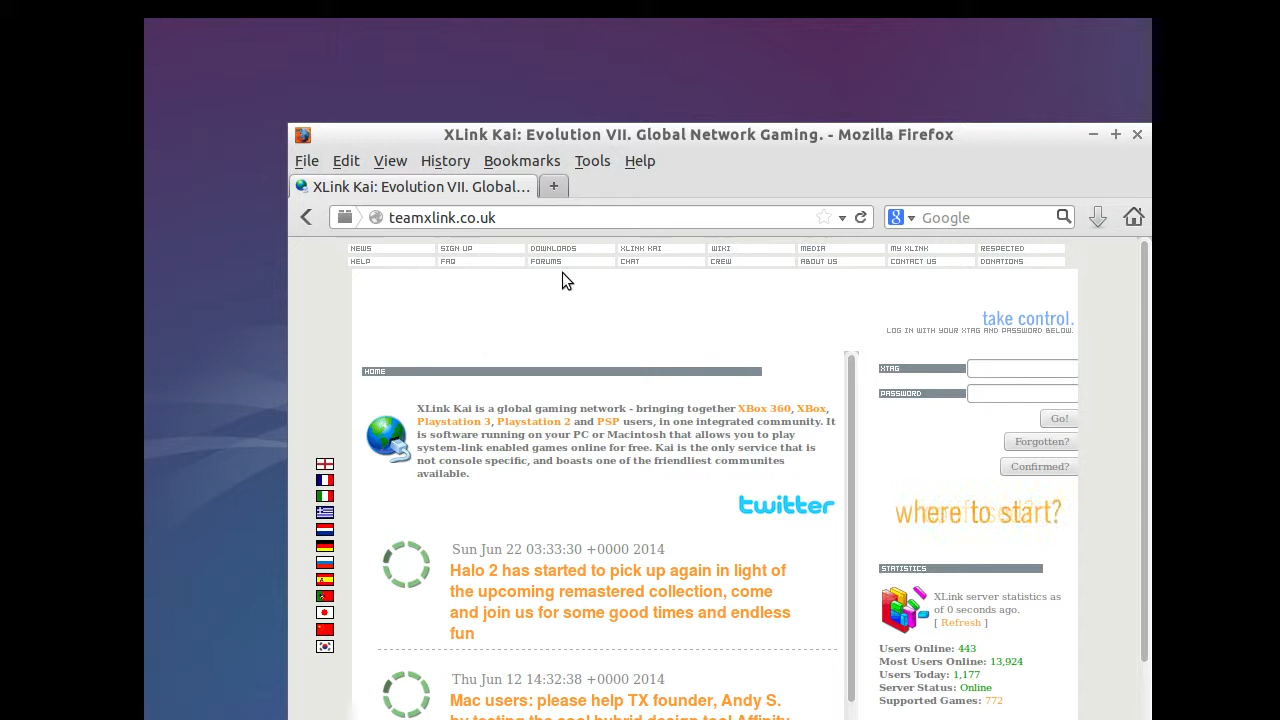 XLink Kai: Evolution VII. Global Network Gaming. - Mozilla Firefox
File Edit View History Bookmarks Tools Help
XLink Kai: Evolution VII. Global...
teamxlink.co.uk
Google
NEWS SIGN UP DOWNLOADS XLINK KAI WIKI MEDIA MY XLINK RESPECTED
HELP FAQ FORUMS CHAT CREW ABOUT US CONTACT US DONATIONS
take control.
LOG IN WITH YOUR XTAG AND PASSWORD BELOW.
HOME
XTAG
PASSWORD
Go!
Forgotten?
Confirmed?
XLink Kai is a global gaming network - bringing together XBox 360, XBox,
Playstation 3, Playstation 2 and PSP users, in one integrated community. It
is software running on your PC or Macintosh that allows you to play
system-link enabled games online for free. Kai is the only service that is
not console specific, and boasts one of the friendliest communites
available.
twitter
where to start?
Sun Jun 22 03:33:30 +0000 2014
Halo 2 has started to pick up again in light of
the upcoming remastered collection, come
and join us for some good times and endless
fun
STATISTICS
XLink server statistics as
of 0 seconds ago.
[ Refresh ]
Users Online: 443
Most Users Online: 13,924
Users Today: 1,177
Server Status: Online
Supported Games: 772
Thu Jun 12 14:32:38 +0000 2014
Mac users: please help TX founder, Andy S.
by testing the cool hybrid design tool Affinity